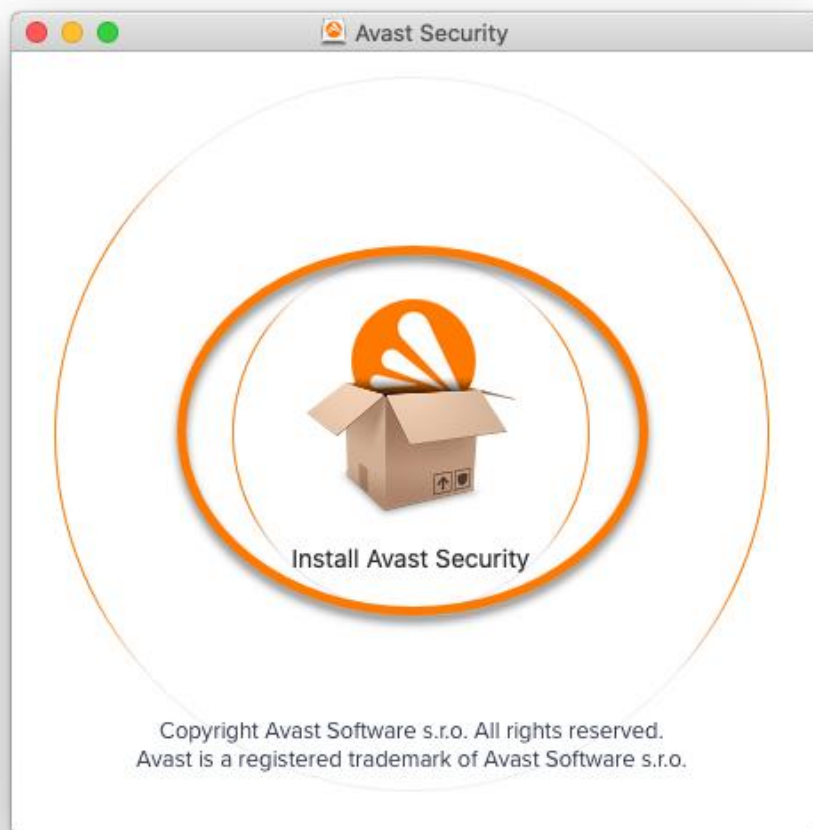 Avast Security
Install Avast Security
Copyright Avast Software s.r.o. All rights reserved.
Avast is a registered trademark of Avast Software s.r.o.